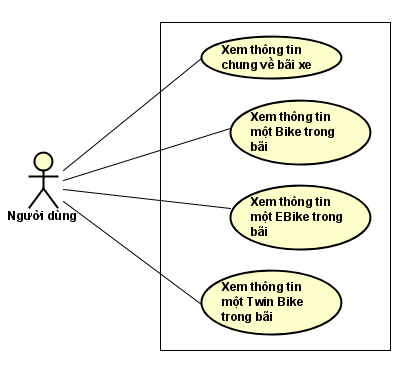 Xem thông tin
chung về bãi xe
Xem thông tin
một Bike trong
bãi
Người dùng
Xem thông tin
một EBike trong
bãi
Xem thông tin
một Twin Bike
trong bãi